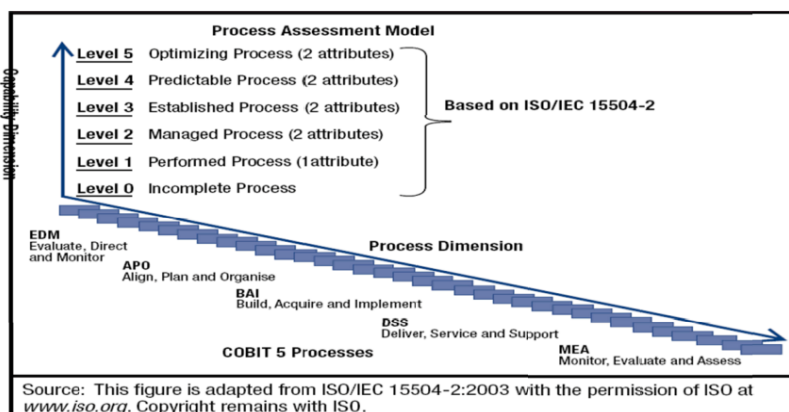 Process Assessment Model
Capability Dimension
Level 5 Optimizing Process (2 attributes)
Level 4 Predictable Process (2 attributes)
Level 3 Established Process (2 attributes)
Level 2 Managed Process (2 attributes)
Level 1 Performed Process (1attribute)
Level 0 Incomplete Process
Based on ISO/IEC 15504-2
Process Dimension
EDM
Evaluate, Direct
and Monitor
APO
Align, Plan and Organise
BAI
Build, Acquire and Implement
DSS
Deliver, Service and Support
MEA
Monitor, Evaluate and Assess
COBIT 5 Processes
Source: This figure is adapted from ISO/IEC 15504-2:2003 with the permission of ISO at
www.iso.org. Copyright remains with ISO.